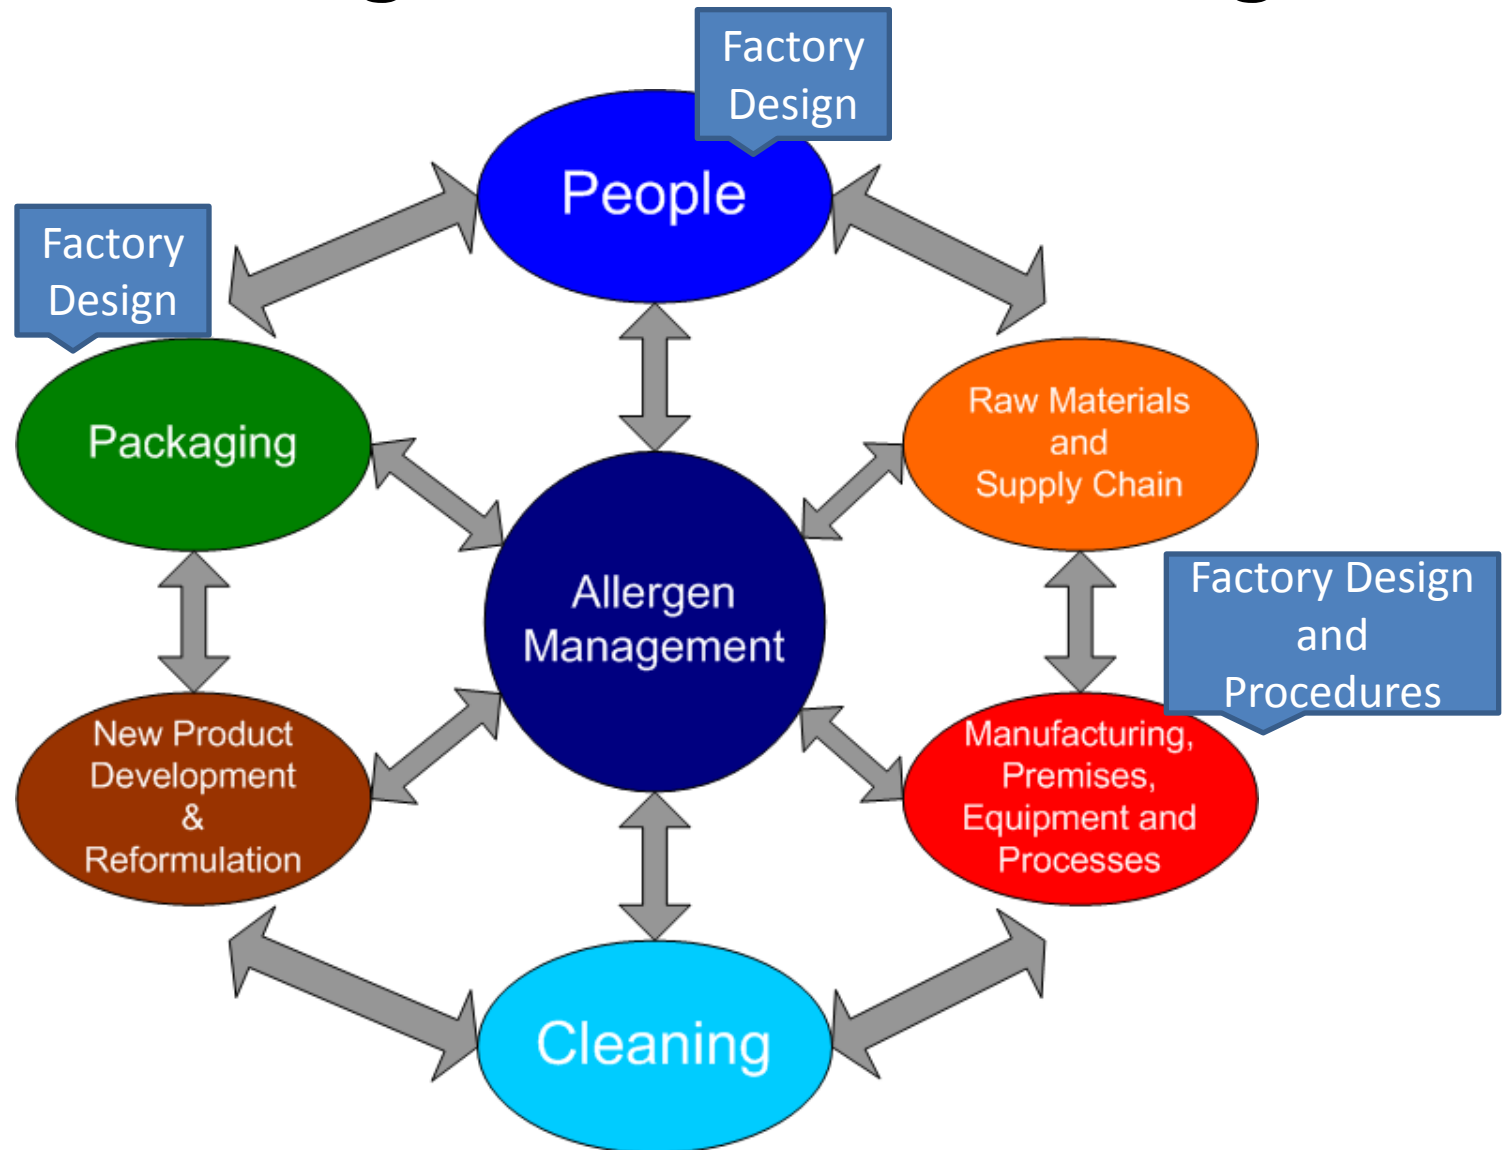 Factory
Design
People
Factory
Design
Packaging
Raw Materials
and
Supply Chain
Factory Design
and
Procedures
Allergen
Management
New Product
Development
&
Reformulation
Manufacturing,
Premises,
Equipment and
Processes
Cleaning